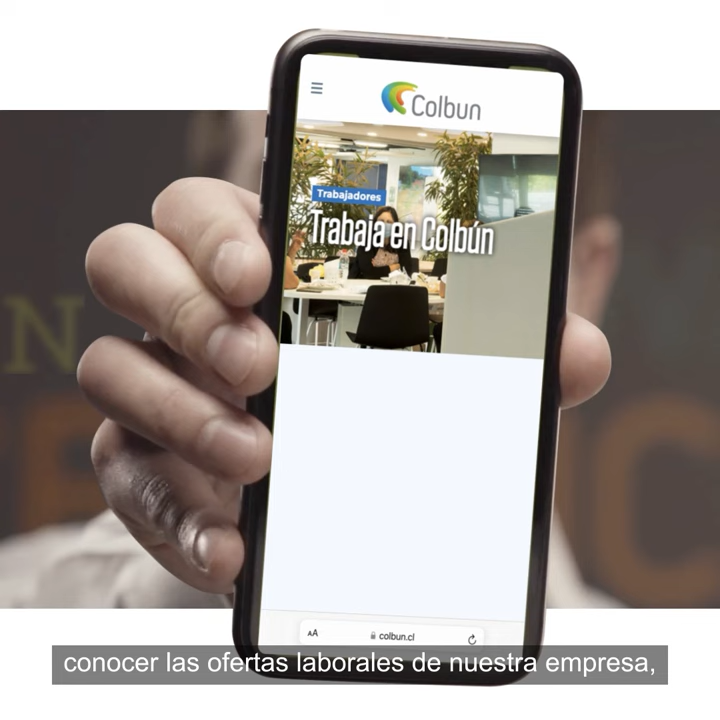 Colbun
Trabajadores
Trabaja en Colbún
N
AA
colbun.cl
conocer las ofertas laborales de nuestra empresa,